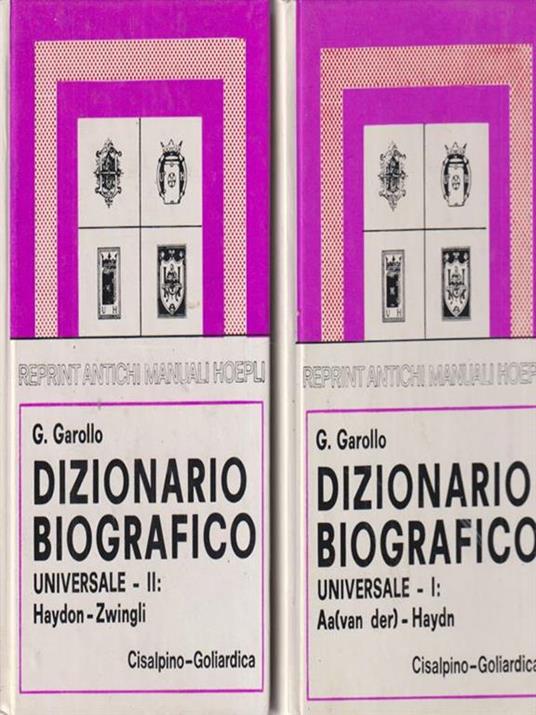 REPRINT ANTICHI MANUALI HOEPLI
G. Garollo
DIZIONARIO
BIOGRAFICO
UNIVERSALE - II:
Haydon-Zwingli
Cisalpino-Goliardica
U H
REPRINT ANTICHI MANUALI HOEP
G. Garollo
DIZIONARIO
BIOGRAFICO
UNIVERSALE - I:
Aa(van der)-Haydn
Cisalpino-Goliardica
U H